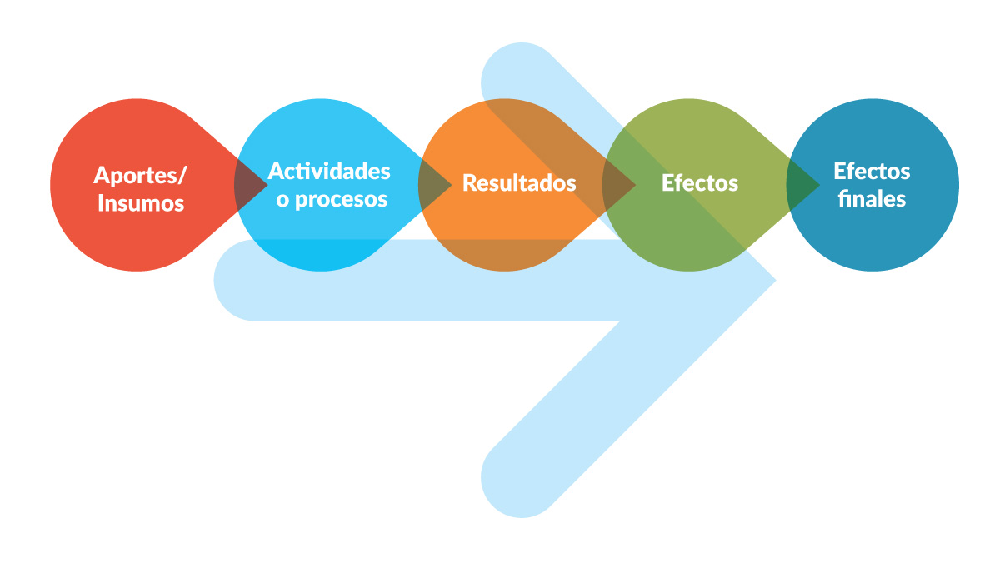 Aportes/
Insumos
Actividades
o procesos
Resultados
Efectos
Efectos
finales